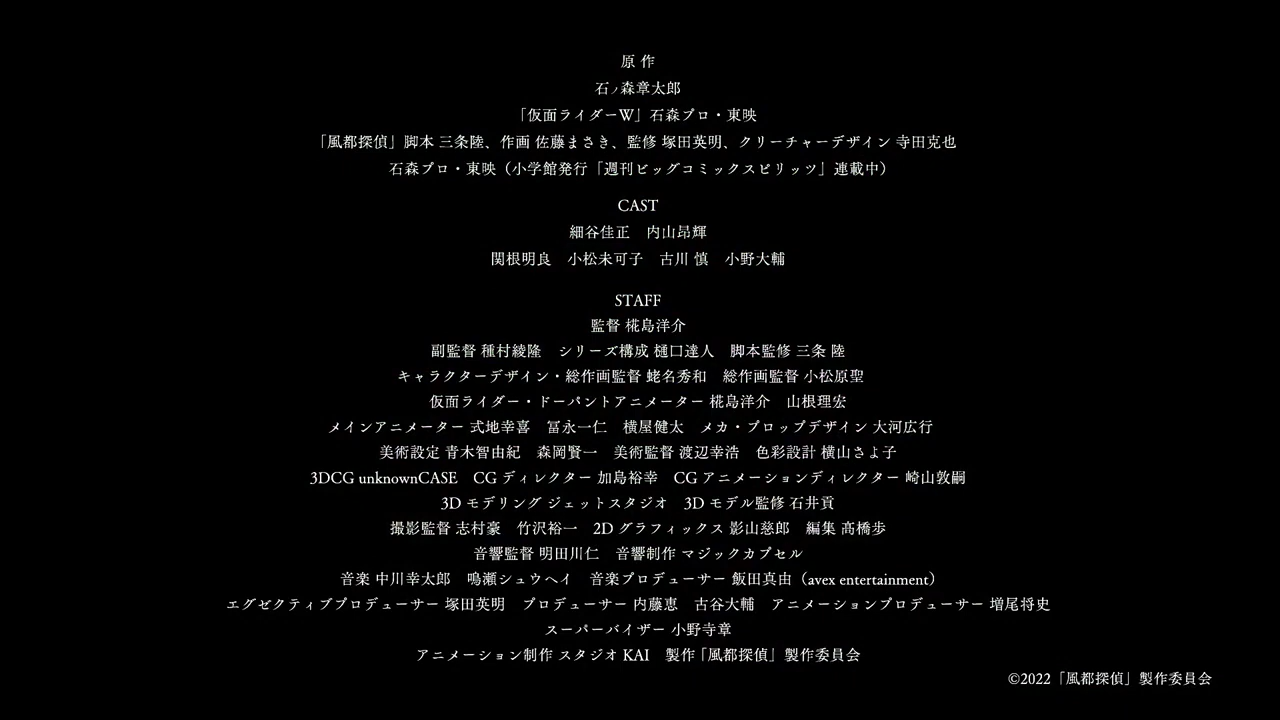 原 作
石ノ森章太郎
「仮面ライダーW」石森プロ・東映
「風都探偵」脚本 三条陸、作画 佐藤まさき、監修 塚田英明、クリーチャーデザイン 寺田克也
石森プロ・東映（小学館発行「週刊ビッグコミックスピリッツ」連載中）
CAST
細谷佳正　内山昂輝
関根明良　小松未可子　古川 慎　小野大輔
STAFF
監督 椛島洋介
副監督 種村綾隆　シリーズ構成 樋口達人　脚本監修 三条 陸
キャラクターデザイン・総作画監督 蛯名秀和　総作画監督 小松原聖
仮面ライダー・ドーパントアニメーター 椛島洋介　山根理宏
メインアニメーター 式地幸喜　冨永一仁　横屋健太　メカ・プロップデザイン 大河広行
美術設定 青木智由紀　森岡賢一　美術監督 渡辺幸浩　色彩設計 横山さよ子
3DCG unknownCASE　CG ディレクター 加島裕幸　CG アニメーションディレクター 崎山敦嗣
3D モデリング ジェットスタジオ　3D モデル監修 石井貢
撮影監督 志村豪　竹沢裕一　2D グラフィックス 影山慈郎　編集 髙橋歩
音響監督 明田川仁　音響制作 マジックカプセル
音楽 中川幸太郎　鳴瀬シュウヘイ　音楽プロデューサー 飯田真由（avex entertainment）
エグゼクティブプロデューサー 塚田英明　プロデューサー 内藤恵　古谷大輔　アニメーションプロデューサー 増尾将史
スーパーバイザー 小野寺章
アニメーション制作 スタジオ KAI　製作「風都探偵」製作委員会
©2022「風都探偵」製作委員会